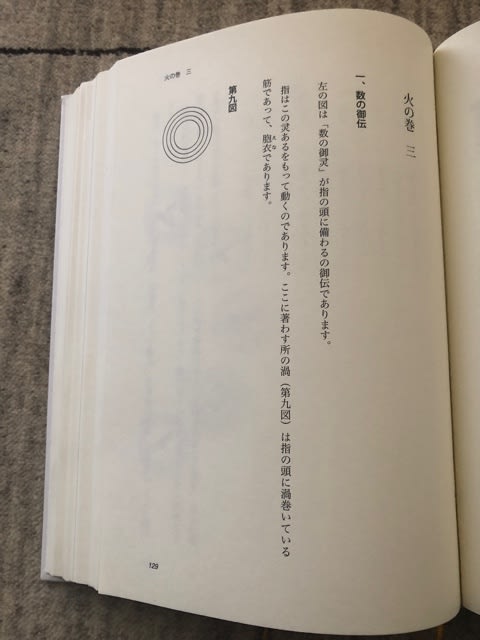 火の巻 三
一、数の御伝
左の図は「数の御灵」が指の頭に備わるの御伝であります。
指はこの灵あるをもって動くのであります。ここに著わす所の渦(第九図)は指の頭に渦巻いている
筋であって、胞衣であります。
えな
第九図
火の巻 三
129